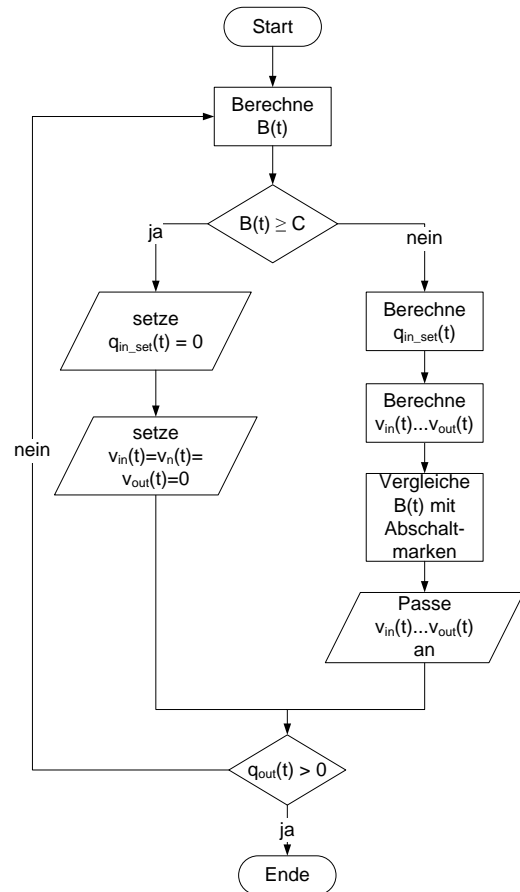 Start
Berechne
B(t)
B(t) ≥ C
ja
nein
setze
q_in_set(t) = 0
setze
v_in(t)=v_n(t)=
v_out(t)=0
Berechne
q_in_set(t)
Berechne
v_in(t)...v_out(t)
Vergleiche
B(t) mit
Abschalt-
marken
Passe
v_in(t)...v_out(t)
an
nein
q_out(t) > 0
ja
Ende